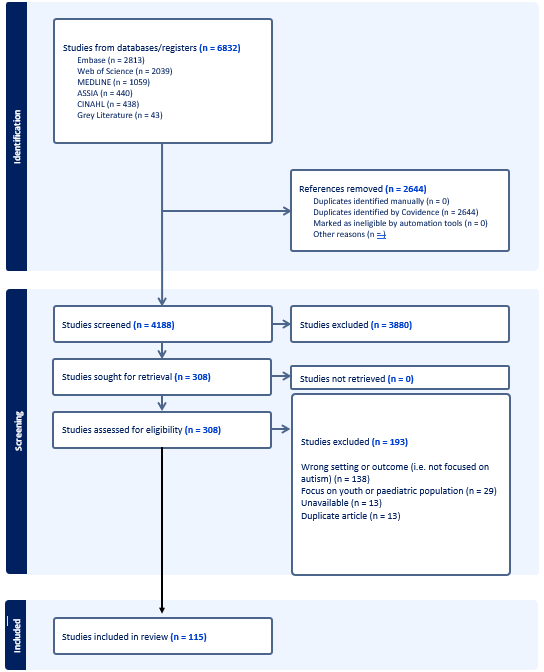 Identification
Studies from databases/registers (n = 6832)
Embase (n = 2813)
Web of Science (n = 2039)
MEDLINE (n = 1059)
ASSIA (n = 440)
CINAHL (n = 438)
Grey Literature (n = 43)
References removed (n = 2644)
Duplicates identified manually (n = 0)
Duplicates identified by Covidence (n = 2644)
Marked as ineligible by automation tools (n = 0)
Other reasons (n = )
Screening
Studies screened (n = 4188)
Studies excluded (n = 3880)
Studies sought for retrieval (n = 308)
Studies not retrieved (n = 0)
Studies assessed for eligibility (n = 308)
Studies excluded (n = 193)
Wrong setting or outcome (i.e. not focused on
autism) (n = 138)
Focus on youth or paediatric population (n = 29)
Unavailable (n = 13)
Duplicate article (n = 13)
Included
Studies included in review (n = 115)